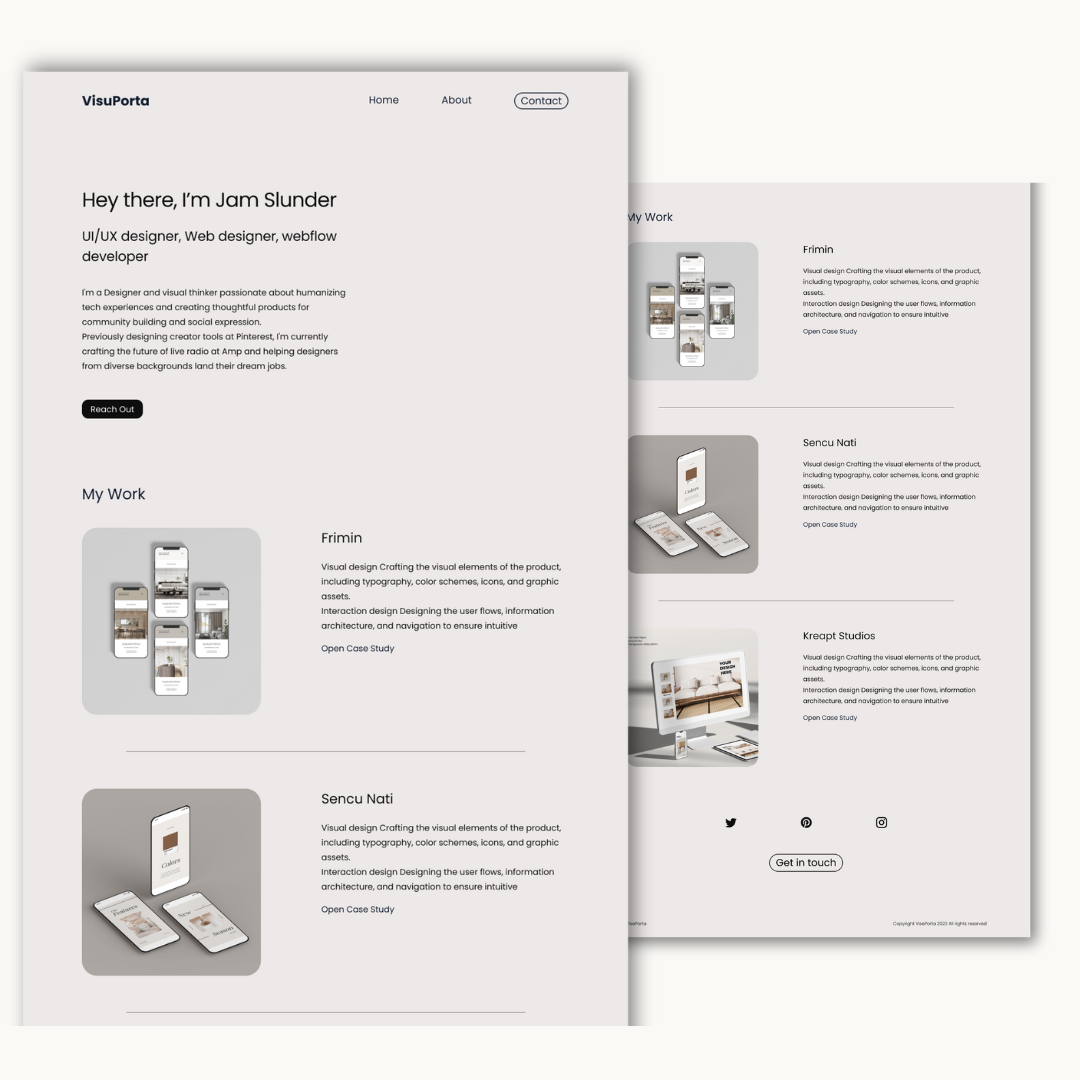 VisuPorta
Home About Contact
Hey there, I'm Jam Slunder
UI/UX designer, Web designer, webflow
developer
I'm a Designer and visual thinker passionate about humanizing
tech experiences and creating thoughtful products for
community building and social expression.
Previously designing creator tools at Pinterest, I'm currently
crafting the future of live radio at Amp and helping designers
from diverse backgrounds land their dream jobs.
Reach Out
My Work
Frimin
Visual design Crafting the visual elements of the product,
including typography, color schemes, icons, and graphic
assets.
Interaction design Designing the user flows, information
architecture, and navigation to ensure intuitive
Open Case Study
Colors
Features
New
Season
Sencu Nati
Visual design Crafting the visual elements of the product,
including typography, color schemes, icons, and graphic
assets.
Interaction design Designing the user flows, information
architecture, and navigation to ensure intuitive
Open Case Study
My Work
Frimin
Visual design Crafting the visual elements of the product,
including typography, color schemes, icons, and graphic
assets.
Interaction design Designing the user flows, information
architecture, and navigation to ensure intuitive
Open Case Study
Colors
Features
New
Season
Sencu Nati
Visual design Crafting the visual elements of the product,
including typography, color schemes, icons, and graphic
assets.
Interaction design Designing the user flows, information
architecture, and navigation to ensure intuitive
Open Case Study
YOUR
DESIGN
HERE
Kreapt Studios
Visual design Crafting the visual elements of the product,
including typography, color schemes, icons, and graphic
assets.
Interaction design Designing the user flows, information
architecture, and navigation to ensure intuitive
Open Case Study
Get in touch
Copyright VisuPorta 2023 All rights reserved